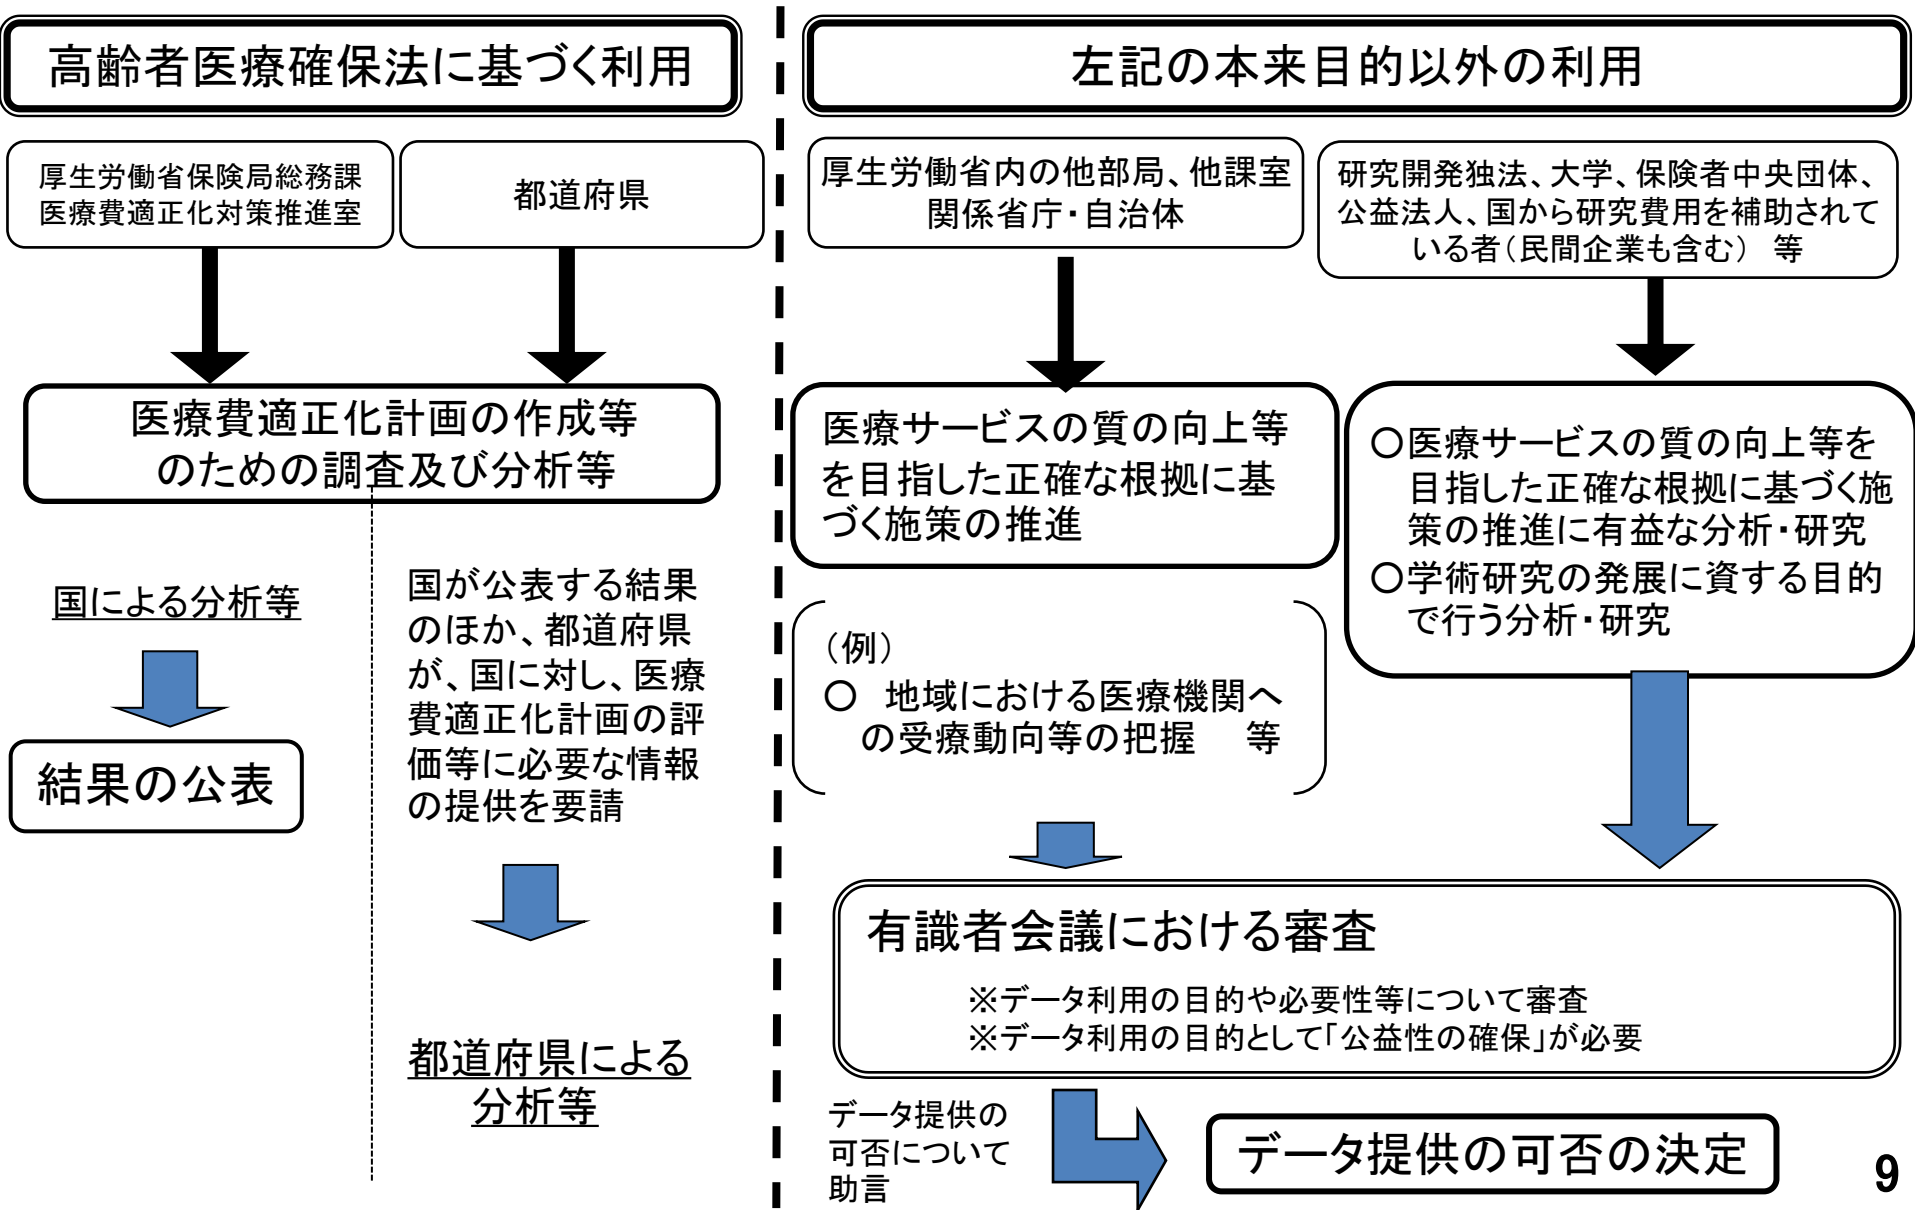 高齢者医療確保法に基づく利用
厚生労働省保険局総務課
医療費適正化対策推進室
都道府県
医療費適正化計画の作成等
のための調査及び分析等
国による分析等
結果の公表
国が公表する結果
のほか、都道府県
が、国に対し、医療
費適正化計画の評
価等に必要な情報
の提供を要請
都道府県による
分析等
左記の本来目的以外の利用
厚生労働省内の他部局、他課室
関係省庁・自治体
研究開発独法、大学、保険者中央団体、
公益法人、国から研究費用を補助されて
いる者（民間企業も含む）　等
医療サービスの質の向上等
を目指した正確な根拠に基
づく施策の推進
（例）
○　地域における医療機関へ
の受療動向等の把握　等
○医療サービスの質の向上等を
目指した正確な根拠に基づく施
策の推進に有益な分析・研究
○学術研究の発展に資する目的
で行う分析・研究
有識者会議における審査
※データ利用の目的や必要性等について審査
※データ利用の目的として「公益性の確保」が必要
データ提供の
可否について
助言
データ提供の可否の決定
9